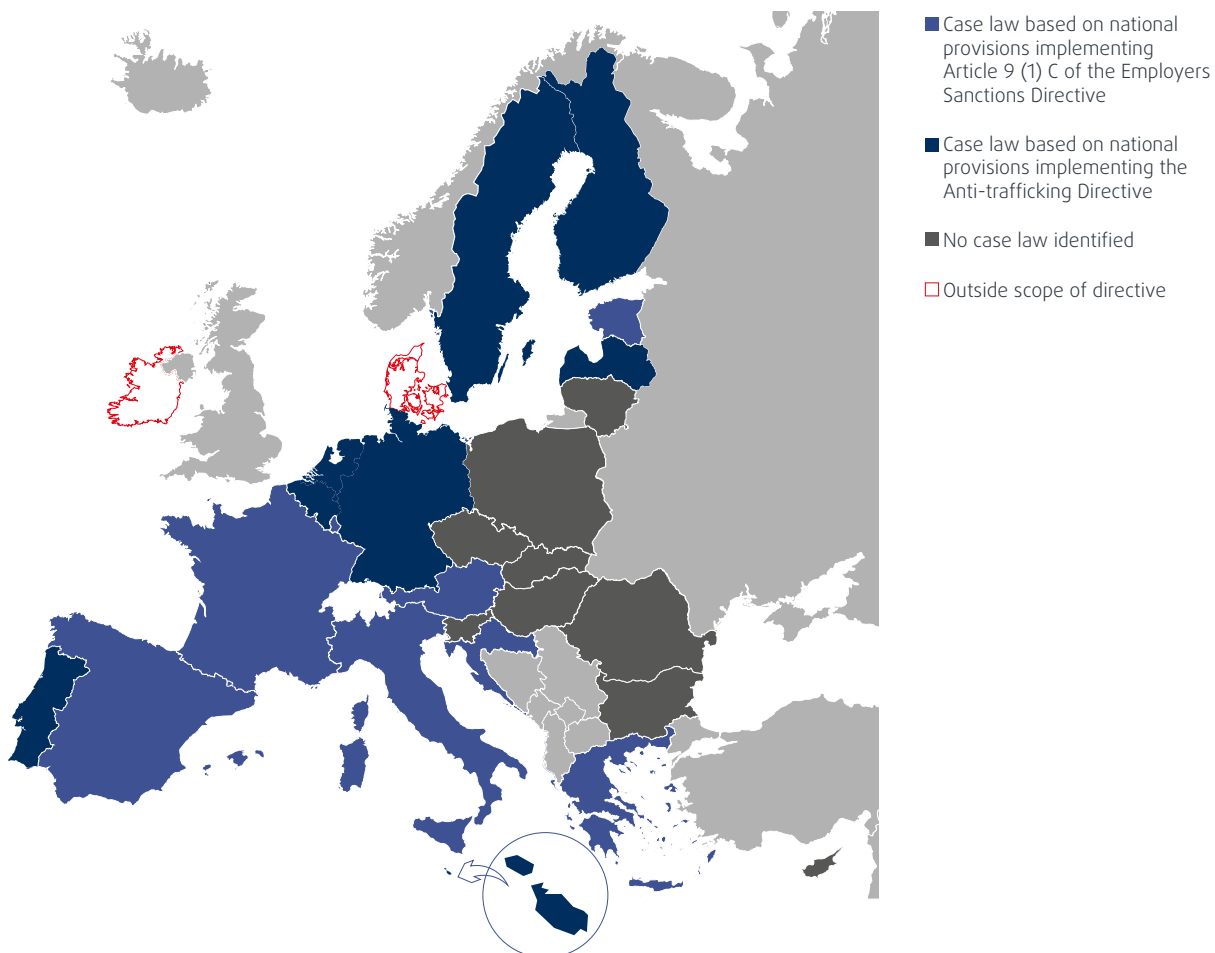 Case law based on national
provisions implementing
Article 9 (1) C of the Employers
Sanctions Directive
Case law based on national
provisions implementing the
Anti-trafficking Directive
No case law identified
Outside scope of directive